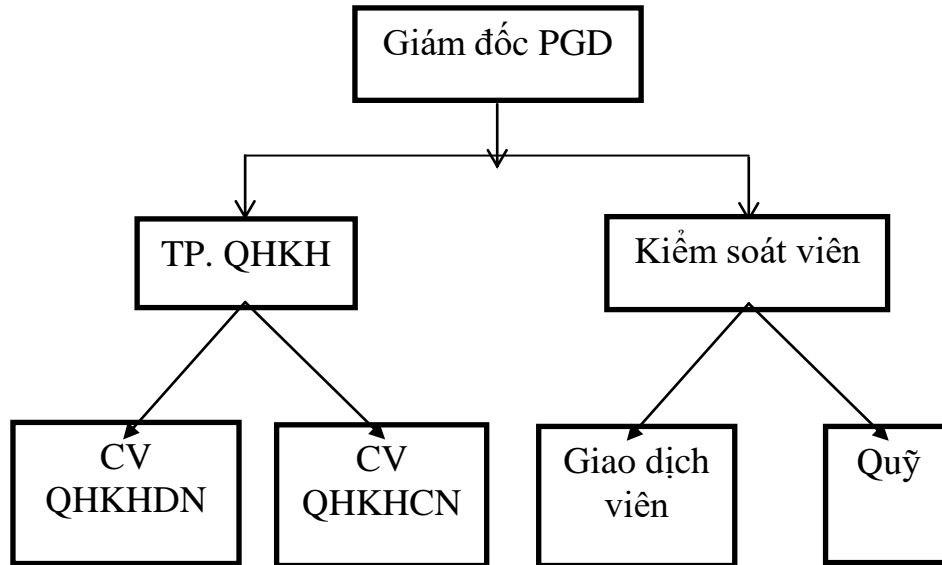 Giám đốc PGD
TP. QHKH
Kiểm soát viên
CV
QHKHDN
CV
QHKHCN
Giao dịch
viên
Quỹ